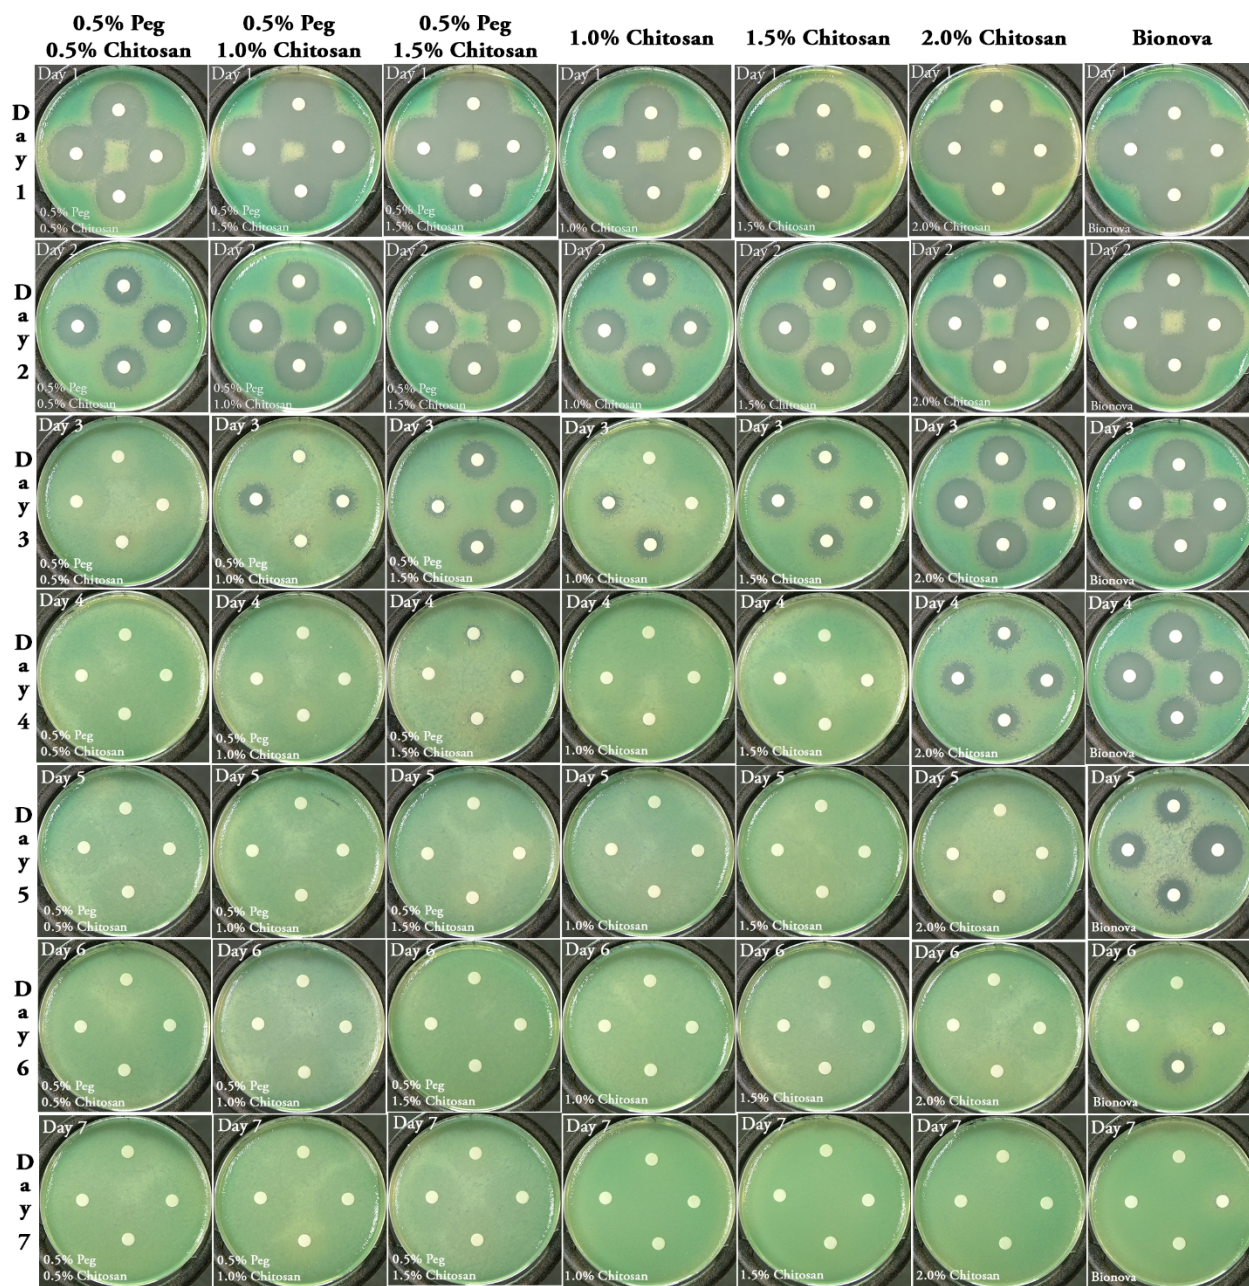 0.5% Peg
0.5% Chitosan
0.5% Peg
1.0% Chitosan
0.5% Peg
1.5% Chitosan
1.0% Chitosan
1.5% Chitosan
2.0% Chitosan
Bionova
Day 1
Day 1
0.5% Peg
0.5% Chitosan
Day 1
0.5% Peg
1.5% Chitosan
Day 1
0.5% Peg
1.5% Chitosan
Day 1
1.0% Chitosan
Day 1
1.5% Chitosan
Day 1
2.0% Chitosan
Day 1
Bionova
Day 2
Day 2
0.5% Peg
0.5% Chitosan
Day 2
0.5% Peg
1.0% Chitosan
Day 2
0.5% Peg
1.5% Chitosan
Day 2
1.0% Chitosan
Day 2
1.5% Chitosan
Day 2
2.0% Chitosan
Day 2
Bionova
Day 3
Day 3
0.5% Peg
0.5% Chitosan
Day 3
0.5% Peg
1.0% Chitosan
Day 3
0.5% Peg
1.5% Chitosan
Day 3
1.0% Chitosan
Day 3
1.5% Chitosan
Day 3
2.0% Chitosan
Day 3
Bionova
Day 4
Day 4
0.5% Peg
0.5% Chitosan
Day 4
0.5% Peg
1.0% Chitosan
Day 4
0.5% Peg
1.5% Chitosan
Day 4
1.0% Chitosan
Day 4
1.5% Chitosan
Day 4
2.0% Chitosan
Day 4
Bionova
Day 5
Day 5
0.5% Peg
0.5% Chitosan
Day 5
0.5% Peg
1.0% Chitosan
Day 5
0.5% Peg
1.5% Chitosan
Day 5
1.0% Chitosan
Day 5
1.5% Chitosan
Day 5
2.0% Chitosan
Day 5
Bionova
Day 6
Day 6
0.5% Peg
0.5% Chitosan
Day 6
0.5% Peg
1.0% Chitosan
Day 6
0.5% Peg
1.5% Chitosan
Day 6
1.0% Chitosan
Day 6
1.5% Chitosan
Day 6
2.0% Chitosan
Day 6
Bionova
Day 7
Day 7
0.5% Peg
0.5% Chitosan
Day 7
0.5% Peg
1.0% Chitosan
Day 7
0.5% Peg
1.5% Chitosan
Day 7
1.0% Chitosan
Day 7
1.5% Chitosan
Day 7
2.0% Chitosan
Day 7
Bionova